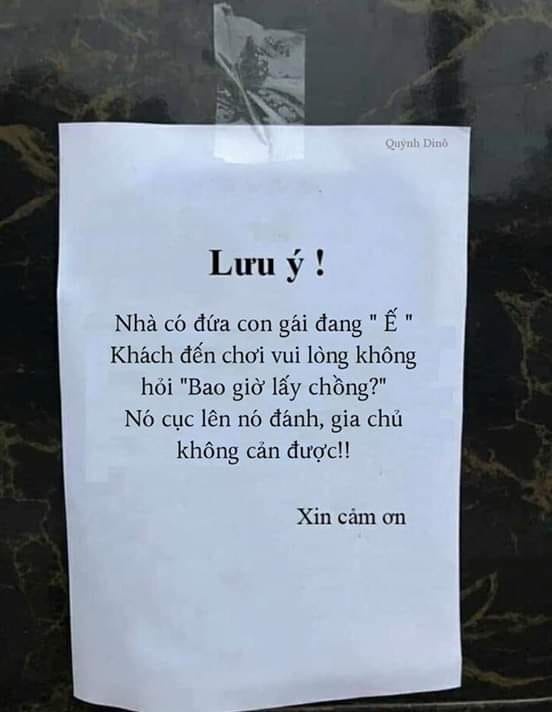 Quỳnh Dinô
Lưu ý !
Nhà có đứa con gái đang " Ế "
Khách đến chơi vui lòng không
hỏi "Bao giờ lấy chồng?"
Nó cục lên nó đánh, gia chủ
không cản được!!
Xin cảm ơn